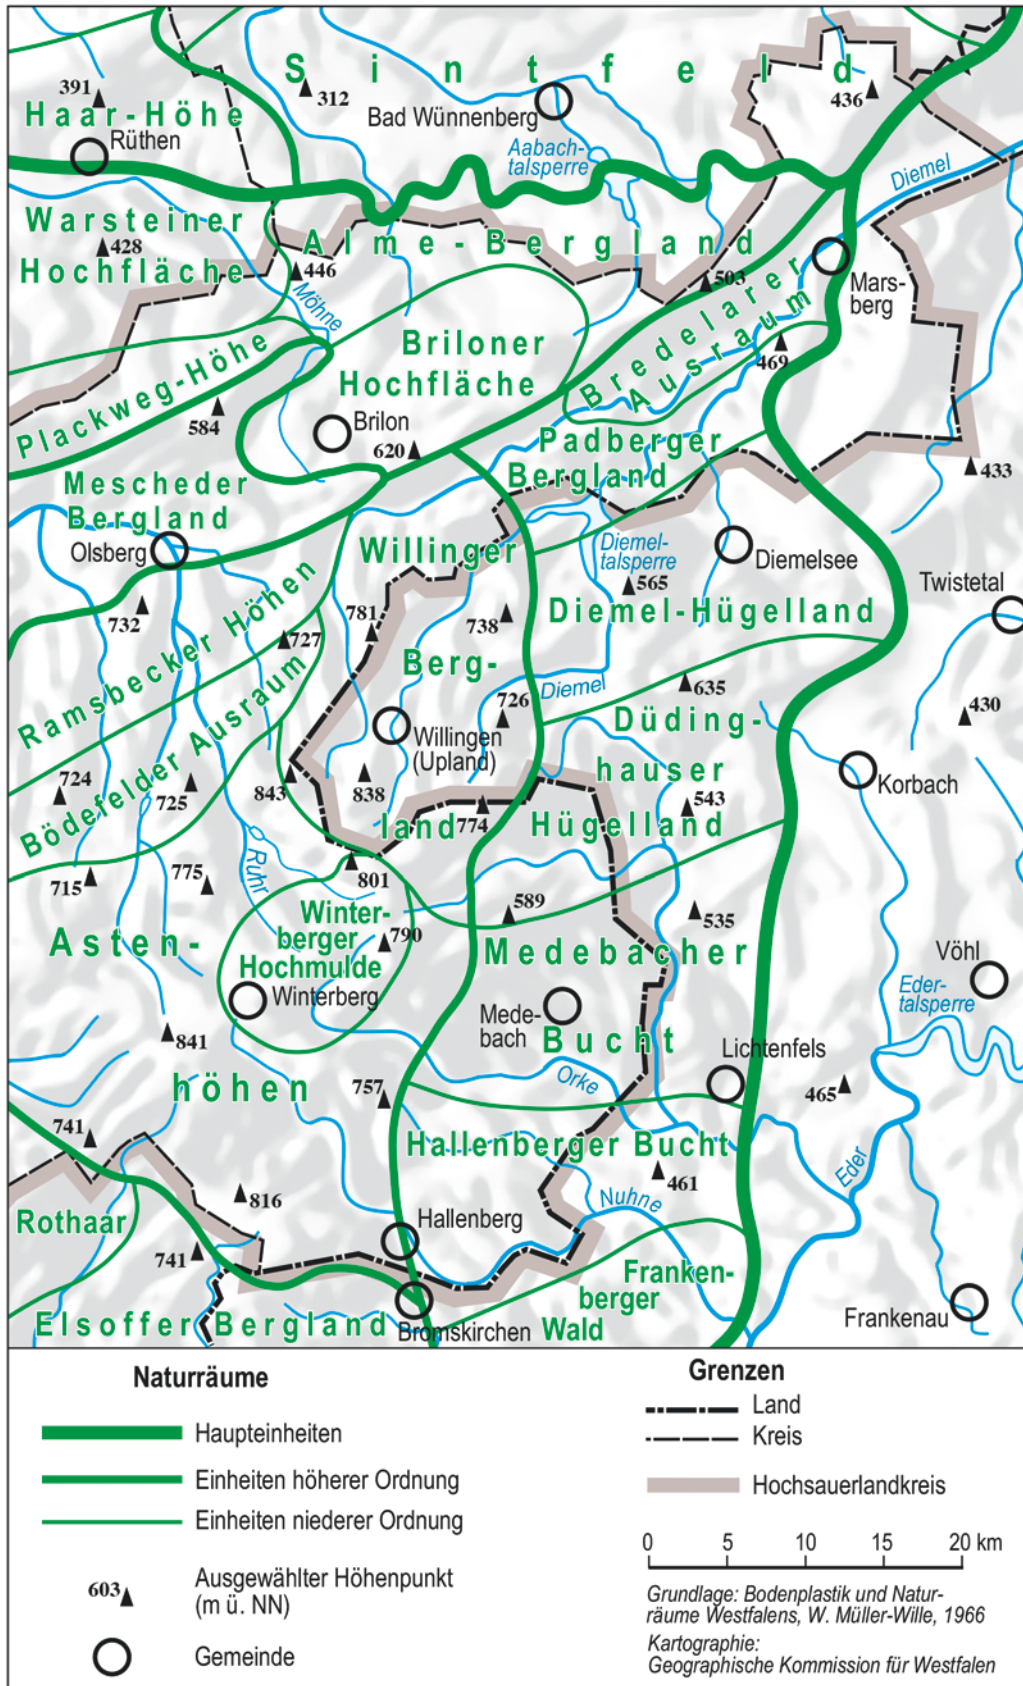 Sintfeld
391
312
436
Haar-Höhe
Bad Wünnenberg
Rüthen
Aabach-
talsperre
Diemel
Warsteiner
428
Hochfläche
Alme-Bergland
446
503
Möhne
Mars-
berg
Bredelarer
Ausraum
469
Briloner
Hochfläche
Plackweg-Höhe
584
Brilon
620
Padberger
Bergland
433
Mescheder
Bergland
Olsberg
Willinger
Diemel-
talsperre
Diemelsee
565
Twistetal
732
781
738
Diemel-Hügelland
727
Ramsbecker Höhen
Berg-
635
Diemel
726
430
Düding-
Willingen
(Upland)
hauser
Bödefelder Ausraum
724
725
843
838
Korbach
543
land
774
Hügelland
Ruhr
715
775
801
589
535
Winter-
berger
790
Hochmulde
Asten-
Medebacher
Vöhl
Winterberg
Eder-
talsperre
Mede-
bach
Bucht
841
Lichtenfels
höhen
757
Orke
465
741
Hallenberger Bucht
461
Eder
816
Nuhne
Rothaar
Hallenberg
741
Franken-
berger
Elsoffer Bergland
Bromskirchen
Wald
Frankenau
Naturräume
Haupteinheiten
Einheiten höherer Ordnung
Einheiten niederer Ordnung
603
Ausgewählter Höhenpunkt
(m ü. NN)
Gemeinde
Grenzen
Land
Kreis
Hochsauerlandkreis
0 5 10 15 20 km
Grundlage: Bodenplastik und Natur-
räume Westfalens, W. Müller-Wille, 1966
Kartographie:
Geographische Kommission für Westfalen